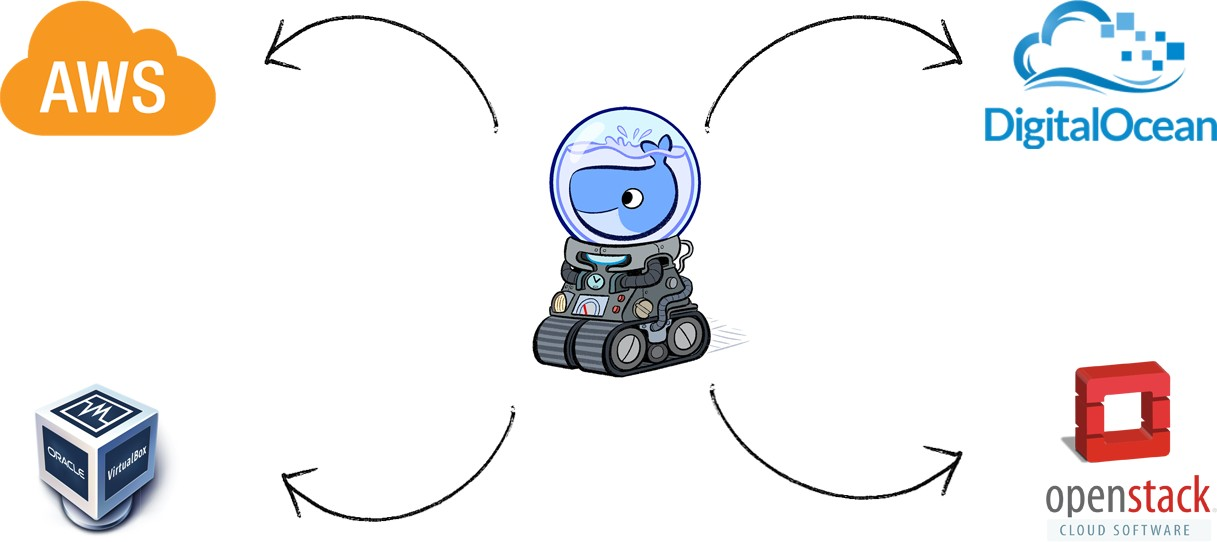 AWS
DigitalOcean
ORACLE
VirtualBox
openstack
CLOUD SOFTWARE